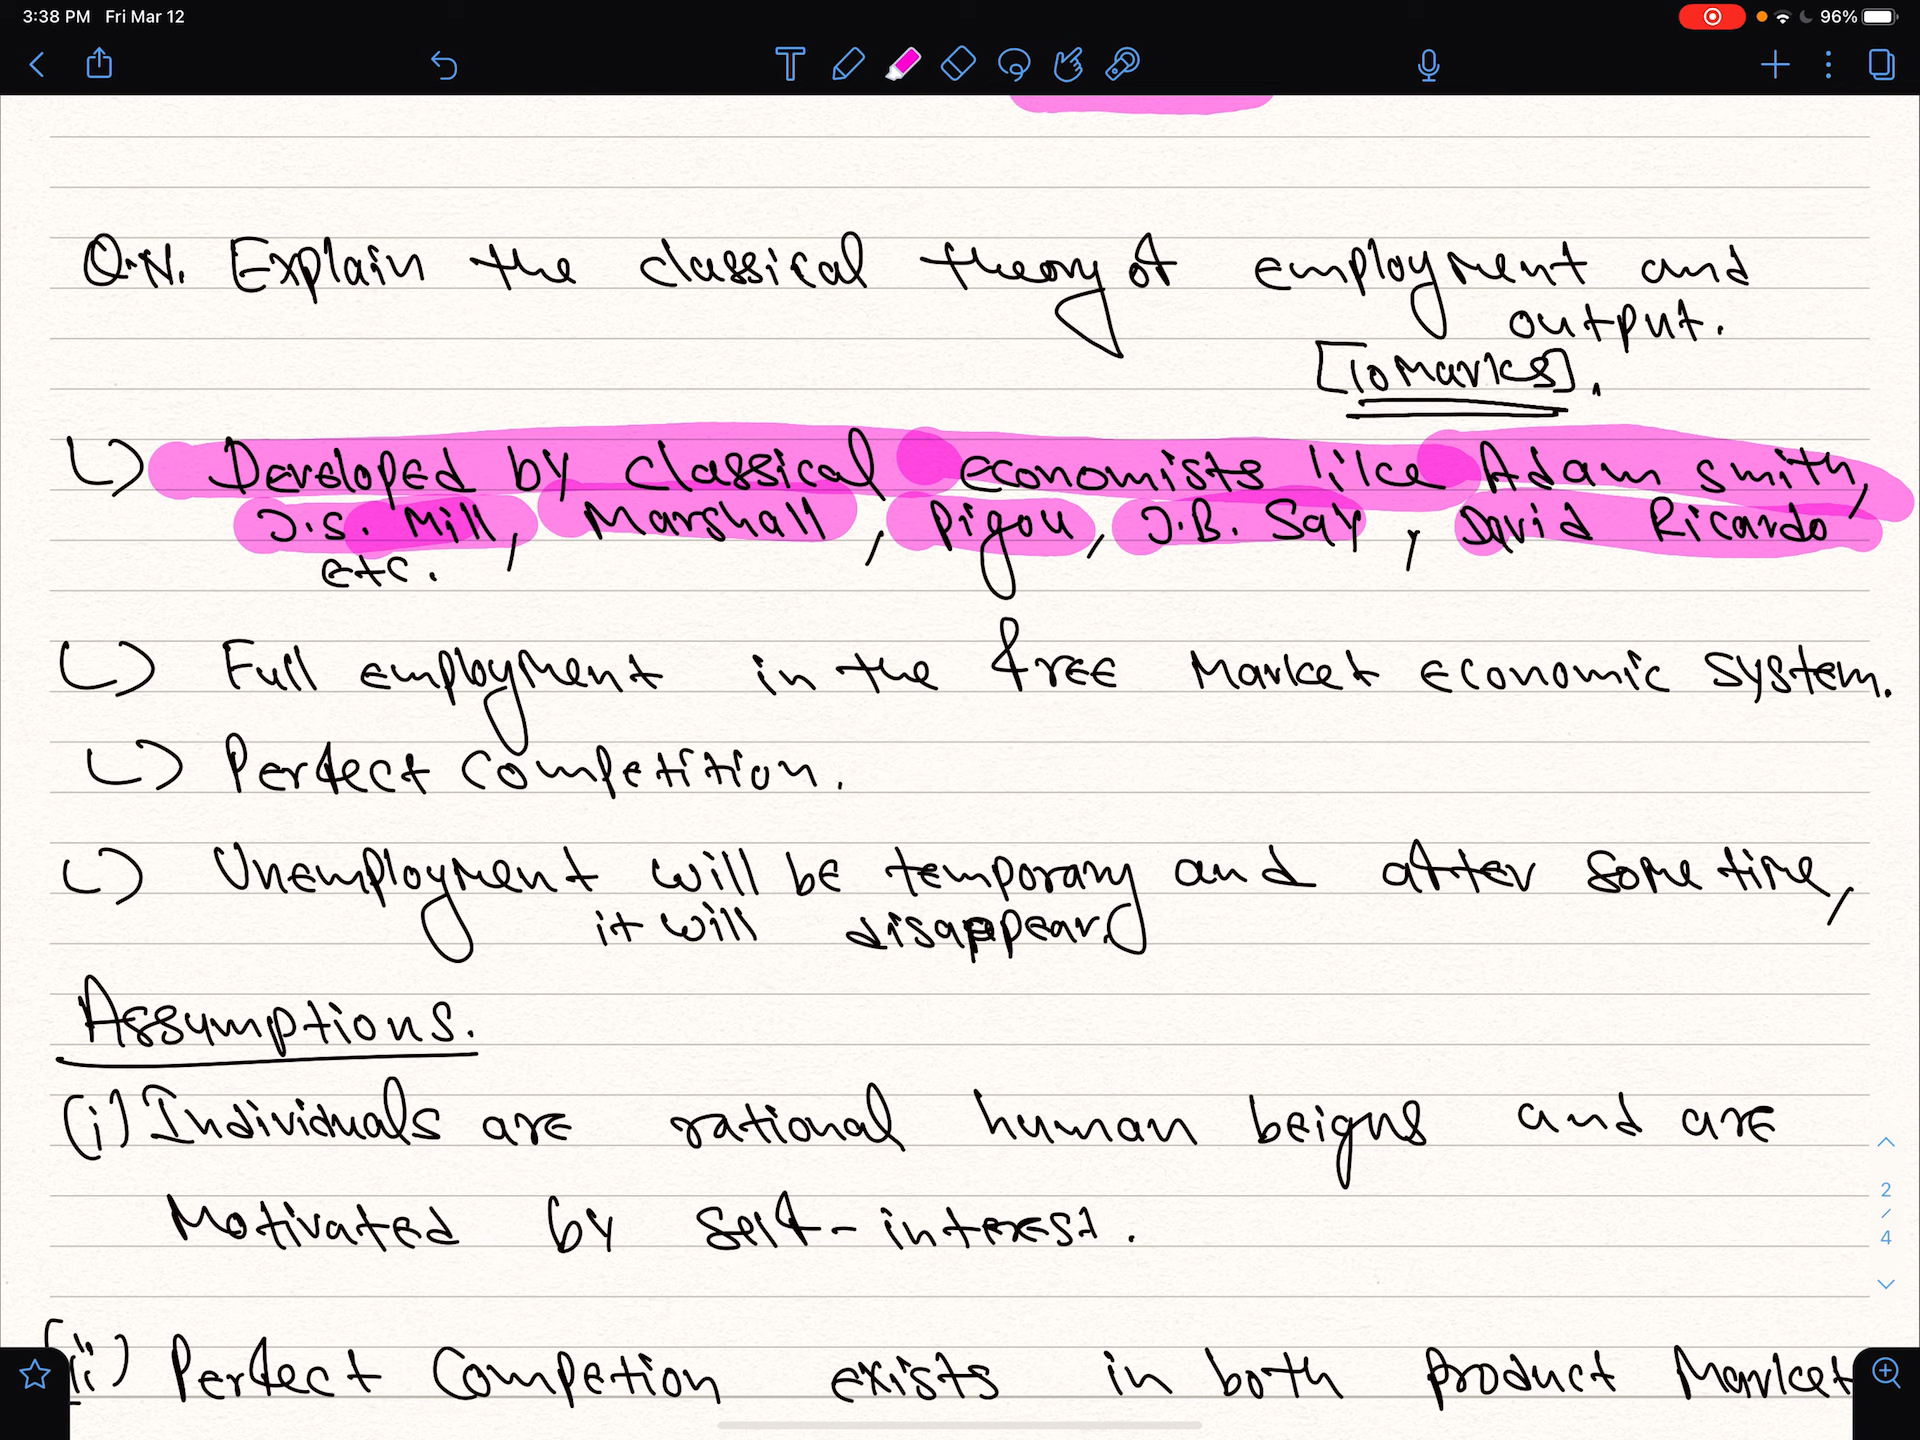 3:38 PM Fri Mar 12
96%
Q.N. Explain the classical theory of employment and
output.
[10 Marks].
Developed by classical economists like Adam smith,
J.S. Mill, Marshall, Pigou, J.B. Say, David Ricardo
etc.
Full employment in the free Market economic system.
Perfect competition.
Unemployment will be temporary and after some time,
it will disappear.
Assumptions.
(i) Individuals are rational human beigns and are
Motivated by self-interest.
(ii) Perfect Competion exists in both product Market
2
/
4